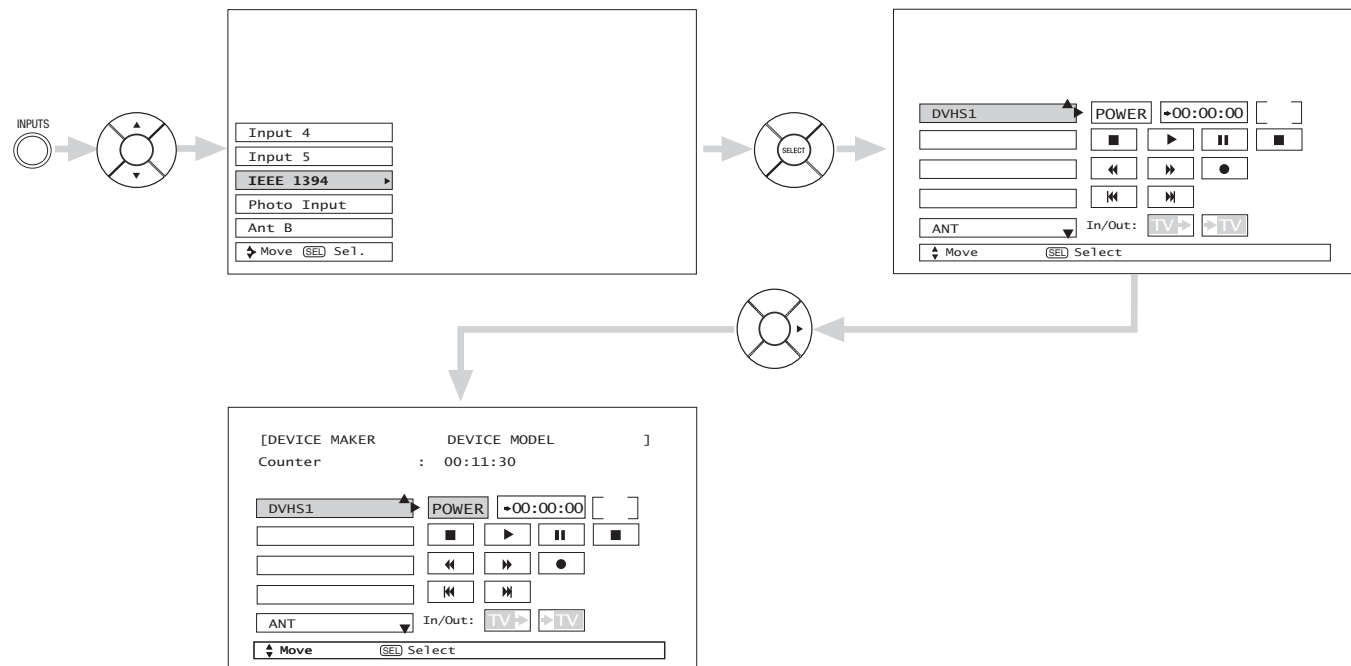 INPUTS
Input 4
Input 5
IEEE 1394
Photo Input
Ant B
Move SEL Sel.
SELECT
DVHS1 POWER 00:00:00
ANT In/Out: TV TV
Move SEL Select
[DEVICE MAKER DEVICE MODEL ]
Counter : 00:11:30
DVHS1 POWER 00:00:00
ANT In/Out: TV TV
Move SEL Select